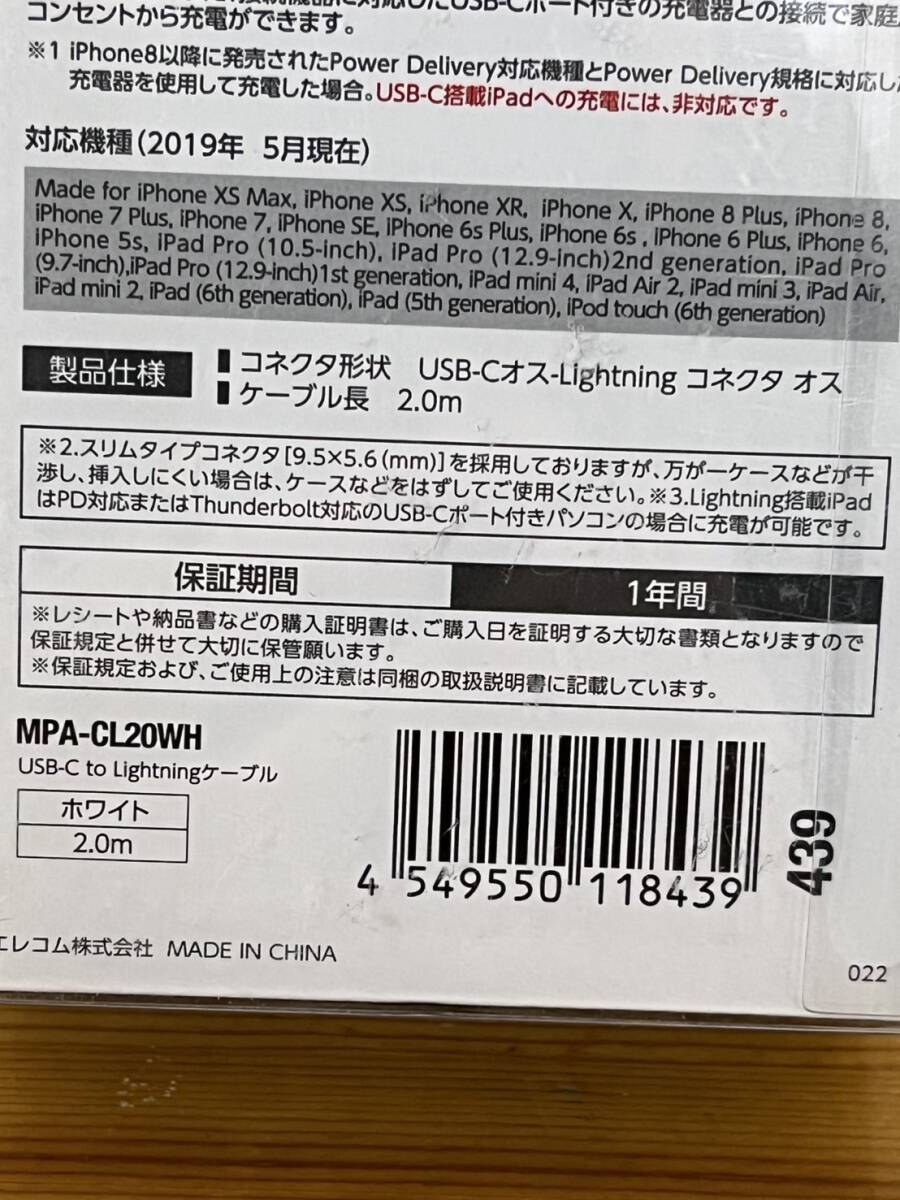 したUSB-Cポート付きの充電器との接続で家庭
コンセントから充電ができます。
※1 iPhone8以降に発売されたPower Delivery対応機種とPower Delivery規格に対応し
充電器を使用して充電した場合。USB-C搭載iPadへの充電には、非対応です。
対応機種(2019年 5月現在)
Made for iPhone XS Max, iPhone XS, iPhone XR, iPhone X, iPhone 8 Plus, iPhone 8,
iPhone 7 Plus, iPhone 7, iPhone SE, iPhone 6s Plus, iPhone 6s , iPhone 6 Plus, iPhone 6,
iPhone 5s, iPad Pro (10.5-inch), iPad Pro (12.9-inch)2nd generation, iPad Pro
(9.7-inch),iPad Pro (12.9-inch)1st generation, iPad mini 4, iPad Air 2, iPad mini 3, iPad Air,
iPad mini 2, iPad (6th generation), iPad (5th generation), iPod touch (6th generation)
製品仕様
コネクタ形状 USB-Cオス-Lightning コネクタ オス
ケーブル長 2.0m
※2.スリムタイプコネクタ[9.5×5.6(mm)]を採用しておりますが、万が一ケースなどが干
渉し、挿入しにくい場合は、ケースなどをはずしてご使用ください。※3.Lightning搭載iPad
はPD対応またはThunderbolt対応のUSB-Cポート付きパソコンの場合に充電が可能です。
保証期間 1年間
※レシートや納品書などの購入証明書は、ご購入日を証明する大切な書類となりますので
保証規定と併せて大切に保管願います。
※保証規定および、ご使用上の注意は同梱の取扱説明書に記載しています。
MPA-CL20WH
USB-C to Lightningケーブル
ホワイト
2.0m
4 549550 118439
439
エレコム株式会社 MADE IN CHINA
022